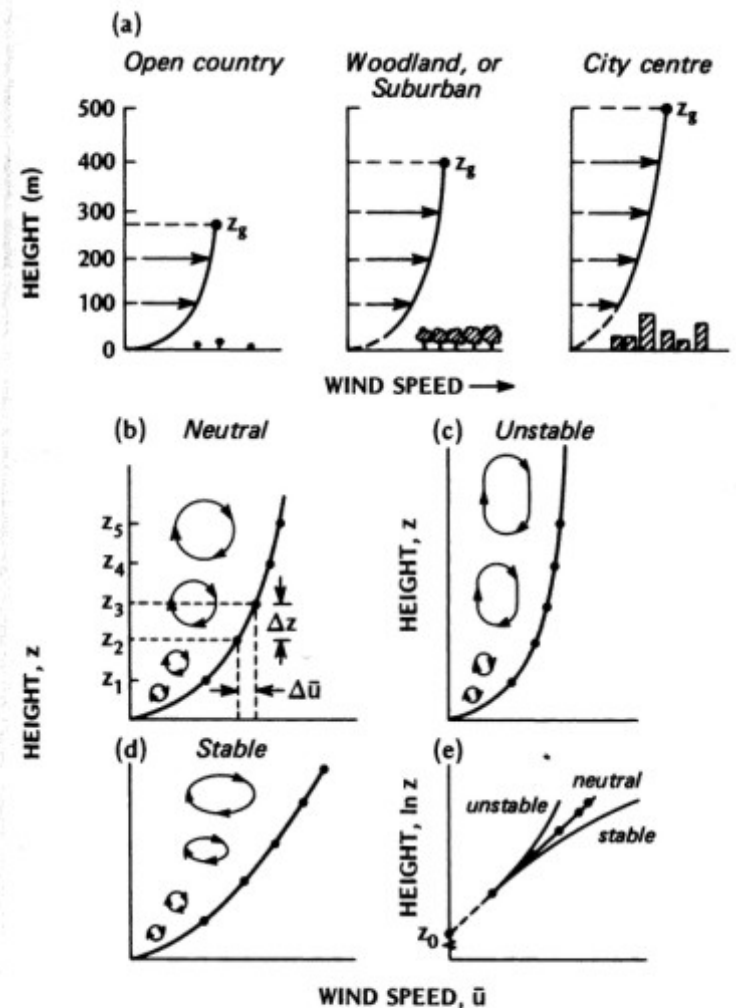 (a)
Open country
Woodland, or
Suburban
City centre
HEIGHT (m)
500
400
300
200
100
0
zg
zg
zg
WIND SPEED
(b) Neutral
HEIGHT, z
z5
z4
z3
z2
z1
Δz
Δū
(c) Unstable
HEIGHT, z
(d) Stable
(e)
HEIGHT, ln z
unstable
neutral
stable
z0
WIND SPEED, ū